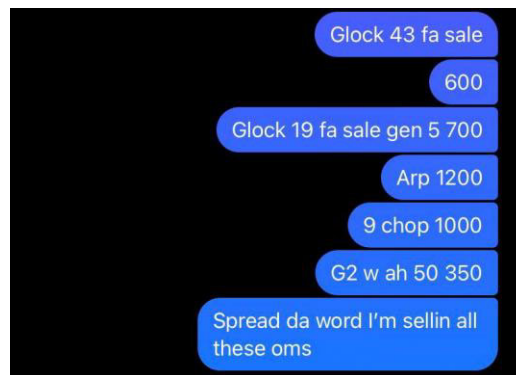 Glock 43 fa sale
600
Glock 19 fa sale gen 5 700
Arp 1200
9 chop 1000
G2 w ah 50 350
Spread da word I'm sellin all
these oms